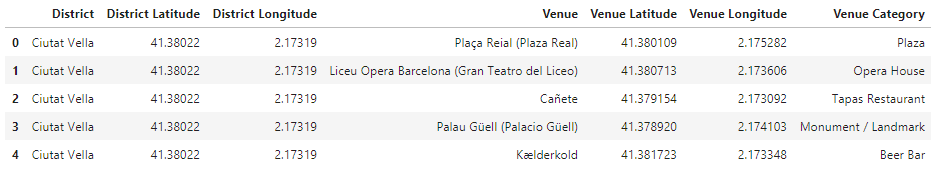 District District Latitude District Longitude Venue Venue Latitude Venue Longitude Venue Category
0 Ciutat Vella 41.38022 2.17319 Plaça Reial (Plaza Real) 41.380109 2.175282 Plaza
1 Ciutat Vella 41.38022 2.17319 Liceu Opera Barcelona (Gran Teatro del Liceo) 41.380713 2.173606 Opera House
2 Ciutat Vella 41.38022 2.17319 Cañete 41.379154 2.173092 Tapas Restaurant
3 Ciutat Vella 41.38022 2.17319 Palau Güell (Palacio Güell) 41.378920 2.174103 Monument / Landmark
4 Ciutat Vella 41.38022 2.17319 Kælderkold 41.381723 2.173348 Beer Bar